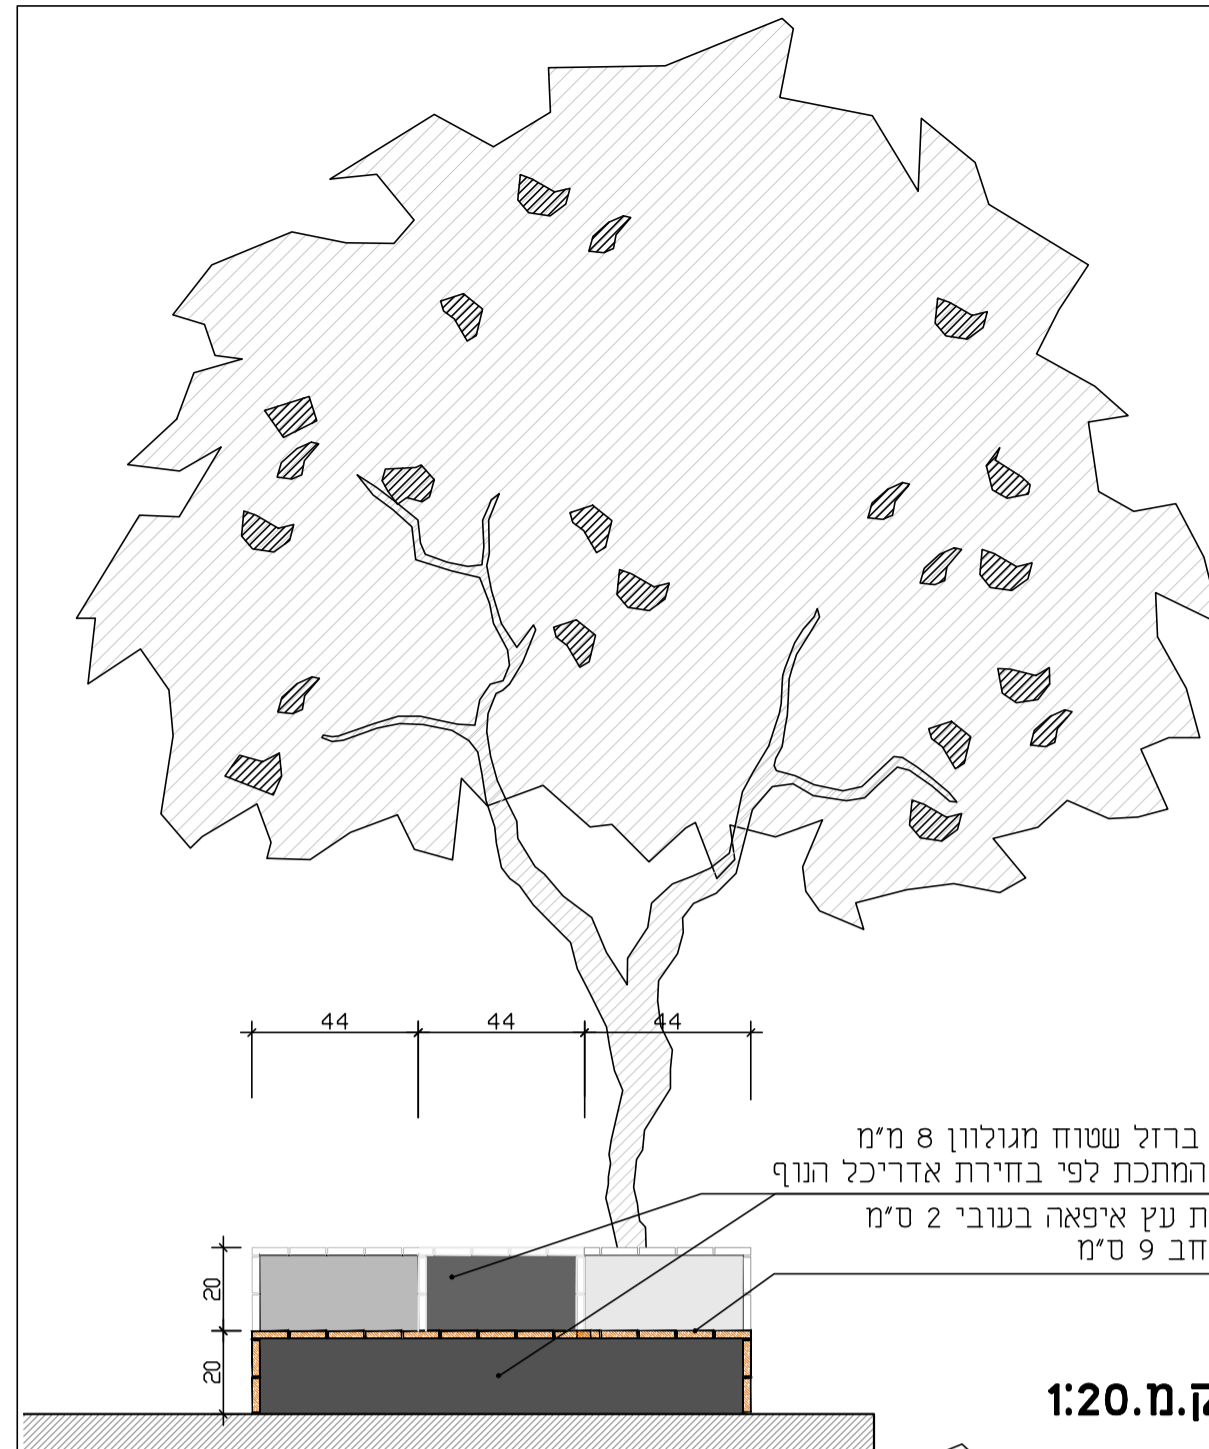 44 44 44
ברזל שטוח מגולוון 8 מ"מ
המתכת לפי בחירת אדריכל הנוף
ת עץ איפאה בעובי 2 ס"מ
חב 9 ס"מ
20
20
ק.מ.1:20